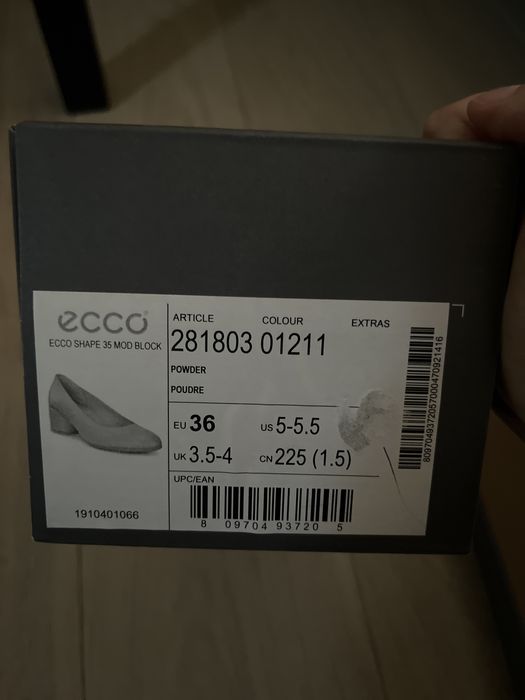 ecco
ECCO SHAPE 35 MOD BLOCK
1910401066
ARTICLE COLOUR EXTRAS
281803 01211
POWDER
POUDRE
EU 36 US 5-5.5
UK 3.5-4 CN 225 (1.5)
UPC/EAN
8 09704 93720 5
8097049372057000470921416